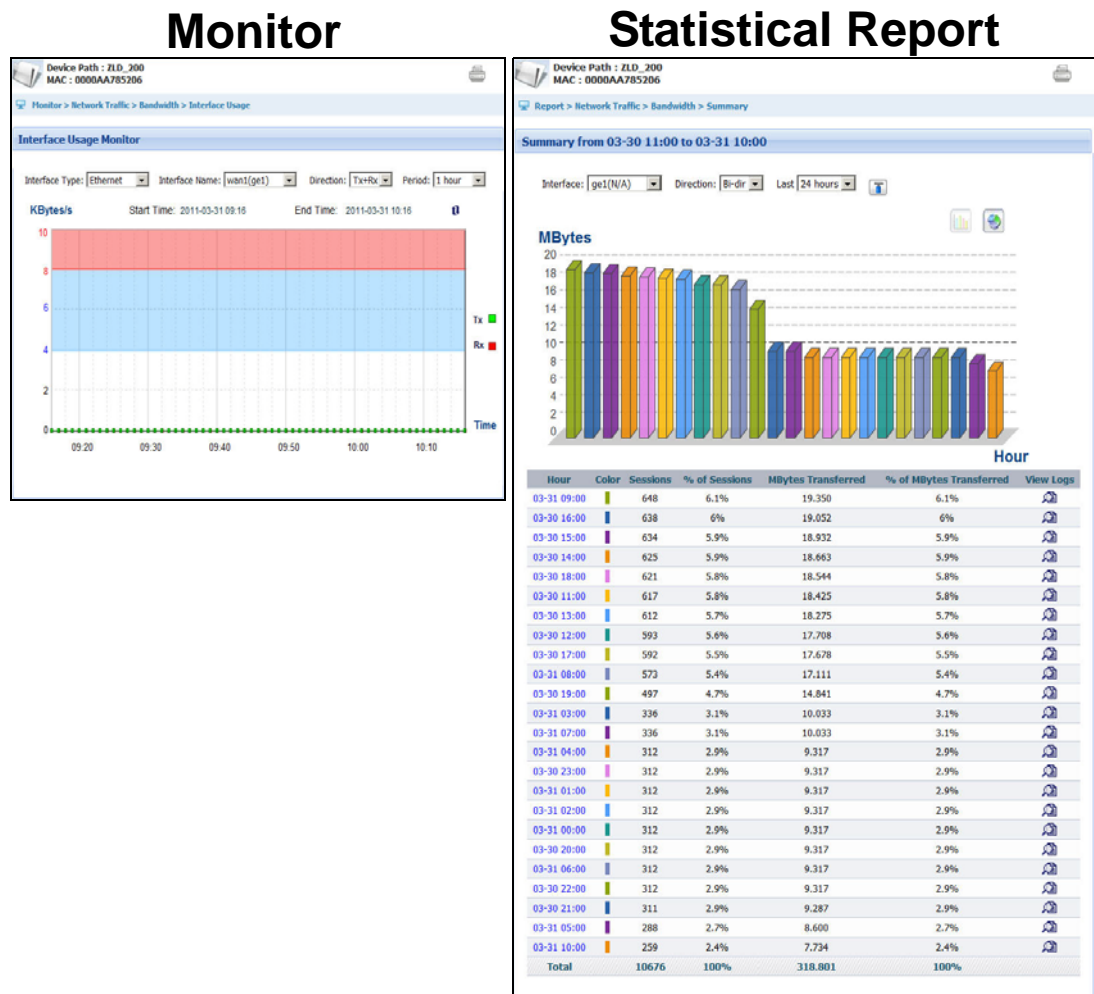 Monitor
Device Path : ZLD_200
MAC : 0000AA785206
Monitor > Network Traffic > Bandwidth > Interface Usage
Interface Usage Monitor
Interface Type: Ethernet Interface Name: wan1(ge1) Direction: Tx+Rx Period: 1 hour
KBytes/s Start Time: 2011-03-31 09:16 End Time: 2011-03-31 10:16
10
8
6
Tx
Rx
4
2
0
Time
09:20 09:30 09:40 09:50 10:00 10:10
Statistical Report
Device Path : ZLD_200
MAC : 0000AA785206
Report > Network Traffic > Bandwidth > Summary
Summary from 03-30 11:00 to 03-31 10:00
Interface: ge1(N/A) Direction: Bi-dir Last 24 hours
MBytes
20
18
16
14
12
10
8
6
4
2
0
Hour
Hour Color Sessions % of Sessions MBytes Transferred % of MBytes Transferred View Logs
03-31 09:00 648 6.1% 19.350 6.1%
03-30 16:00 638 6% 19.052 6%
03-30 15:00 634 5.9% 18.932 5.9%
03-30 14:00 625 5.9% 18.663 5.9%
03-30 18:00 621 5.8% 18.544 5.8%
03-30 11:00 617 5.8% 18.425 5.8%
03-30 13:00 612 5.7% 18.275 5.7%
03-30 12:00 593 5.6% 17.708 5.6%
03-30 17:00 592 5.5% 17.678 5.5%
03-31 08:00 573 5.4% 17.111 5.4%
03-30 19:00 497 4.7% 14.841 4.7%
03-31 03:00 336 3.1% 10.033 3.1%
03-31 07:00 336 3.1% 10.033 3.1%
03-31 04:00 312 2.9% 9.317 2.9%
03-30 23:00 312 2.9% 9.317 2.9%
03-31 01:00 312 2.9% 9.317 2.9%
03-31 02:00 312 2.9% 9.317 2.9%
03-31 00:00 312 2.9% 9.317 2.9%
03-30 20:00 312 2.9% 9.317 2.9%
03-31 06:00 312 2.9% 9.317 2.9%
03-30 22:00 312 2.9% 9.317 2.9%
03-30 21:00 311 2.9% 9.287 2.9%
03-31 05:00 288 2.7% 8.600 2.7%
03-31 10:00 259 2.4% 7.734 2.4%
Total 10676 100% 318.801 100%